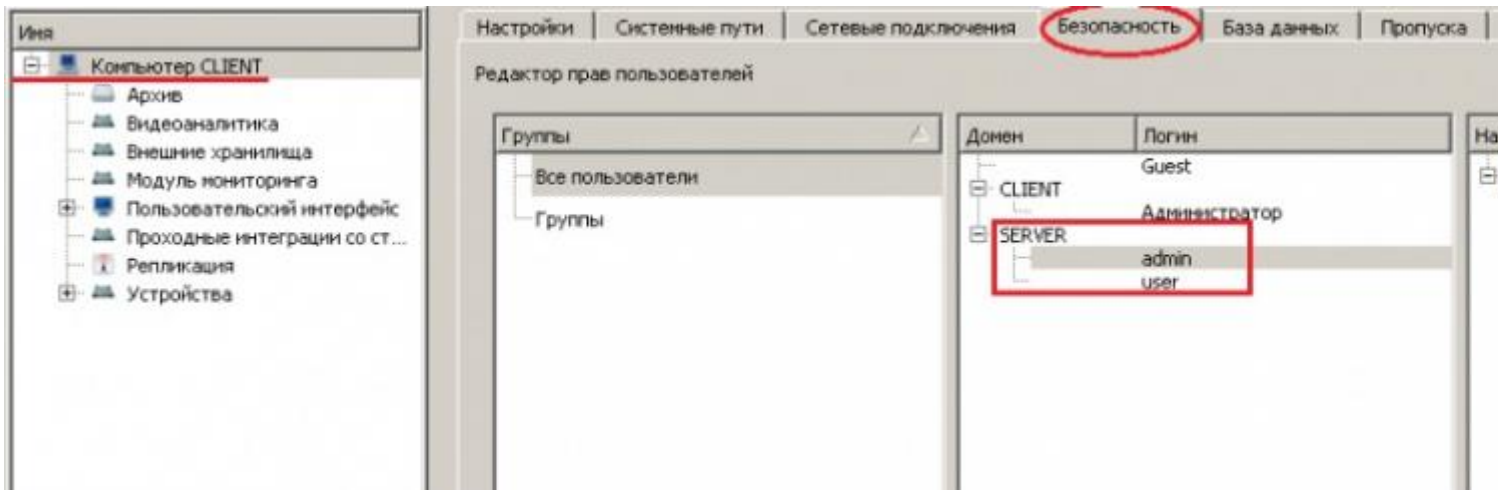 Имя
Компьютер CLIENT
Архив
Видеоаналитика
Внешние хранилища
Модуль мониторинга
Пользовательский интерфейс
Проходные интеграции со ст...
Репликация
Устройства
Настройки Системные пути Сетевые подключения Безопасность База данных Пропуска
Редактор прав пользователей
Группы
Все пользователи
Группы
Домен Логин
Guest
CLIENT
Администратор
SERVER
admin
user
На